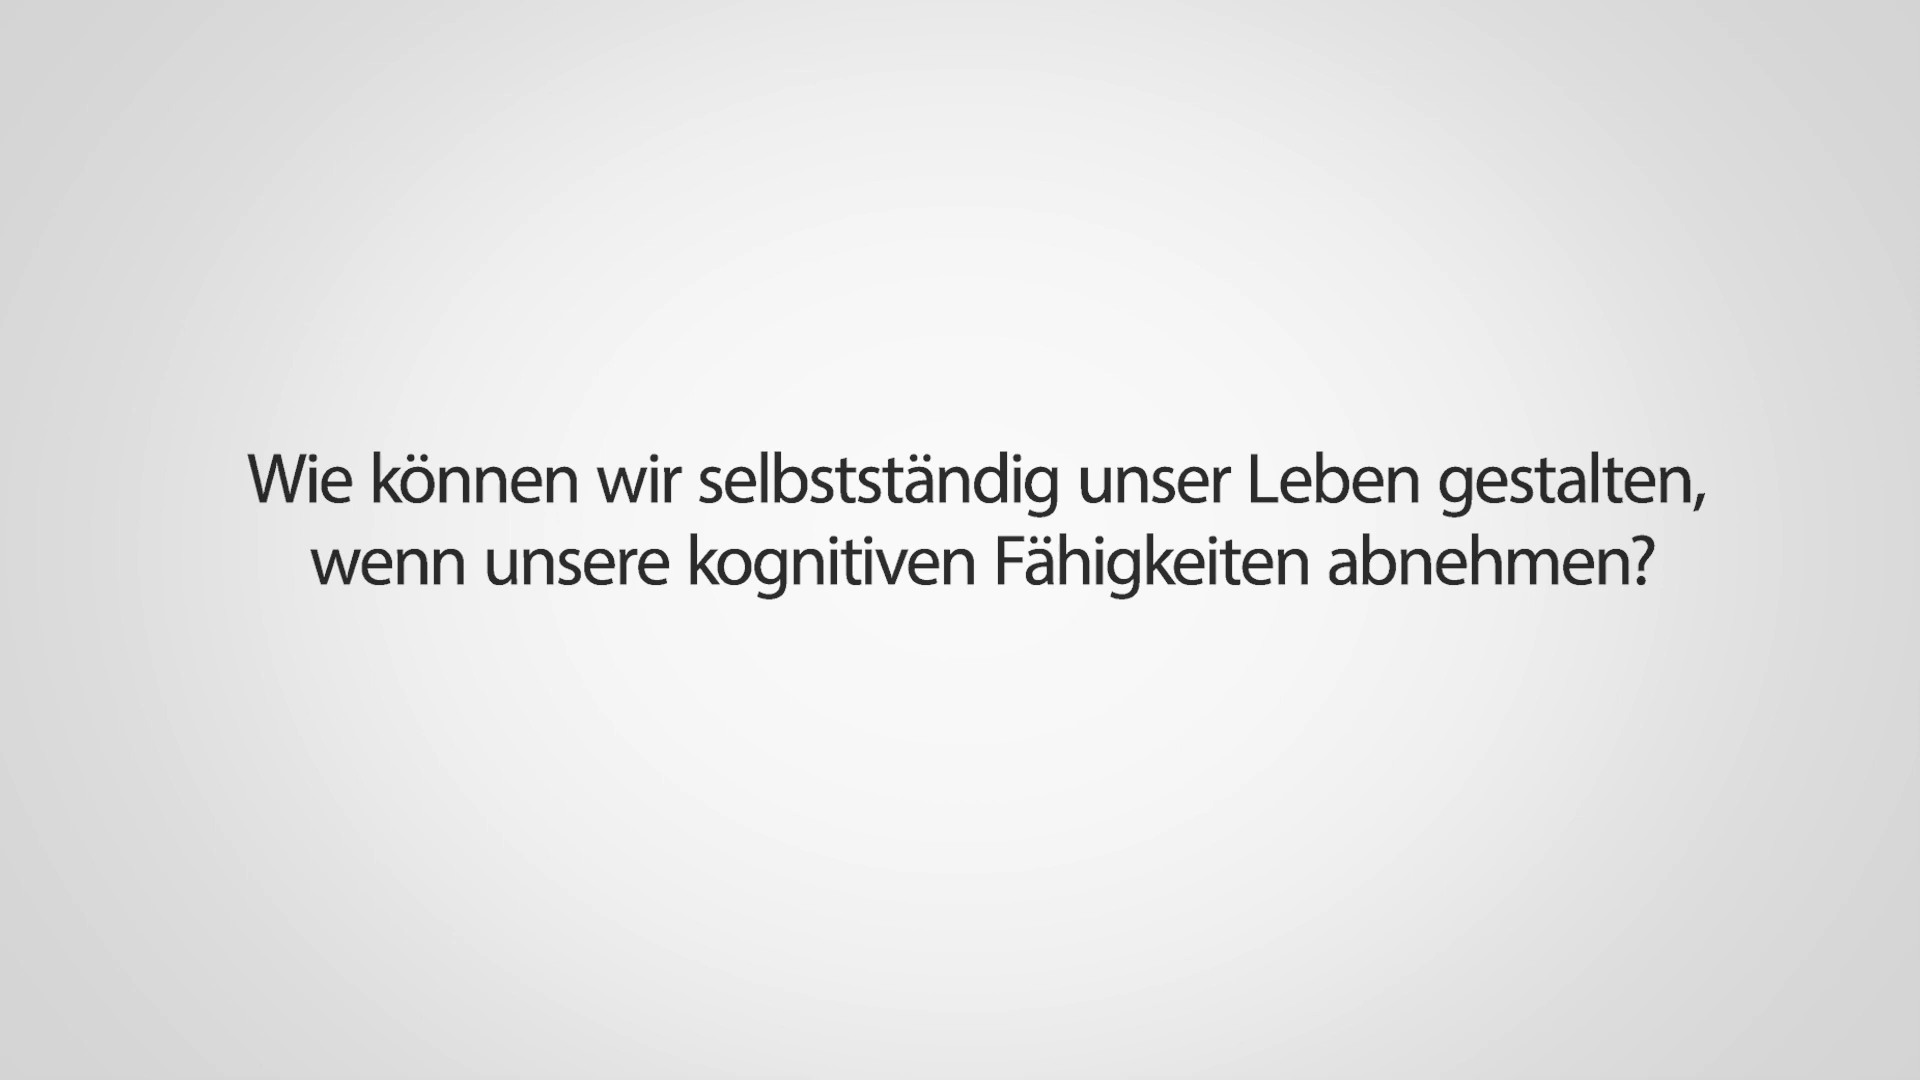 Wie können wir selbstständig unser Leben gestalten,
wenn unsere kognitiven Fähigkeiten abnehmen?